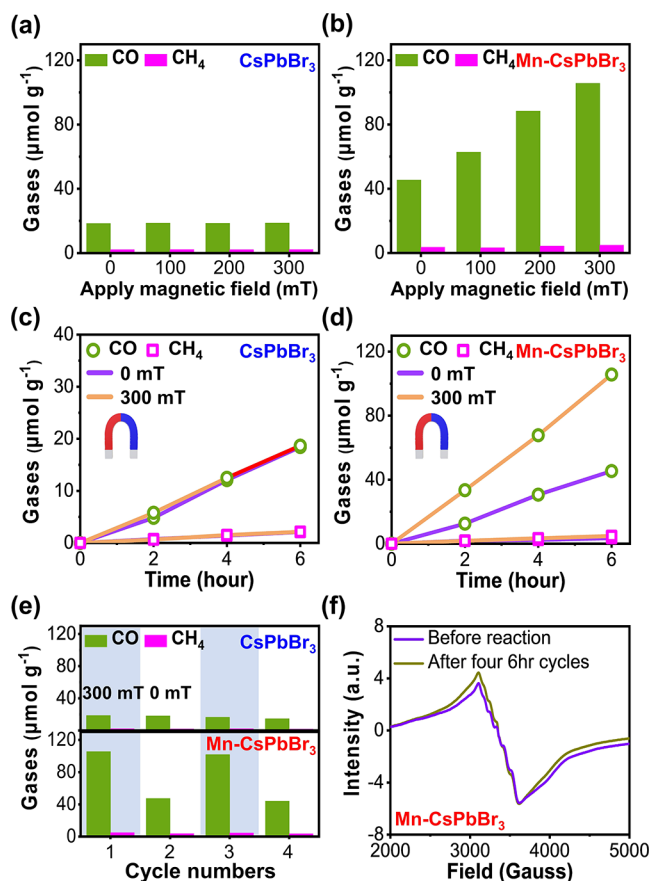 (a)
CO CH4 CsPbBr3
Gases (μmol g-1)
120
80
40
0
0 100 200 300
Apply magnetic field (mT)
(b)
CO CH4 Mn-CsPbBr3
Gases (μmol g-1)
120
80
40
0
0 100 200 300
Apply magnetic field (mT)
(c)
CO CH4 CsPbBr3
0 mT
300 mT
Gases (μmol g-1)
40
30
20
10
0
0 2 4 6
Time (hour)
(d)
CO CH4 Mn-CsPbBr3
0 mT
300 mT
Gases (μmol g-1)
120
80
40
0
0 2 4 6
Time (hour)
(e)
CO CH4 CsPbBr3
300 mT 0 mT
Gases (μmol g-1)
120
80
40
Mn-CsPbBr3
120
80
40
0
1 2 3 4
Cycle numbers
(f)
Before reaction
After four 6hr cycles
Intensity (a.u.)
8
4
0
-4
-8
Mn-CsPbBr3
2000 3000 4000 5000
Field (Gauss)